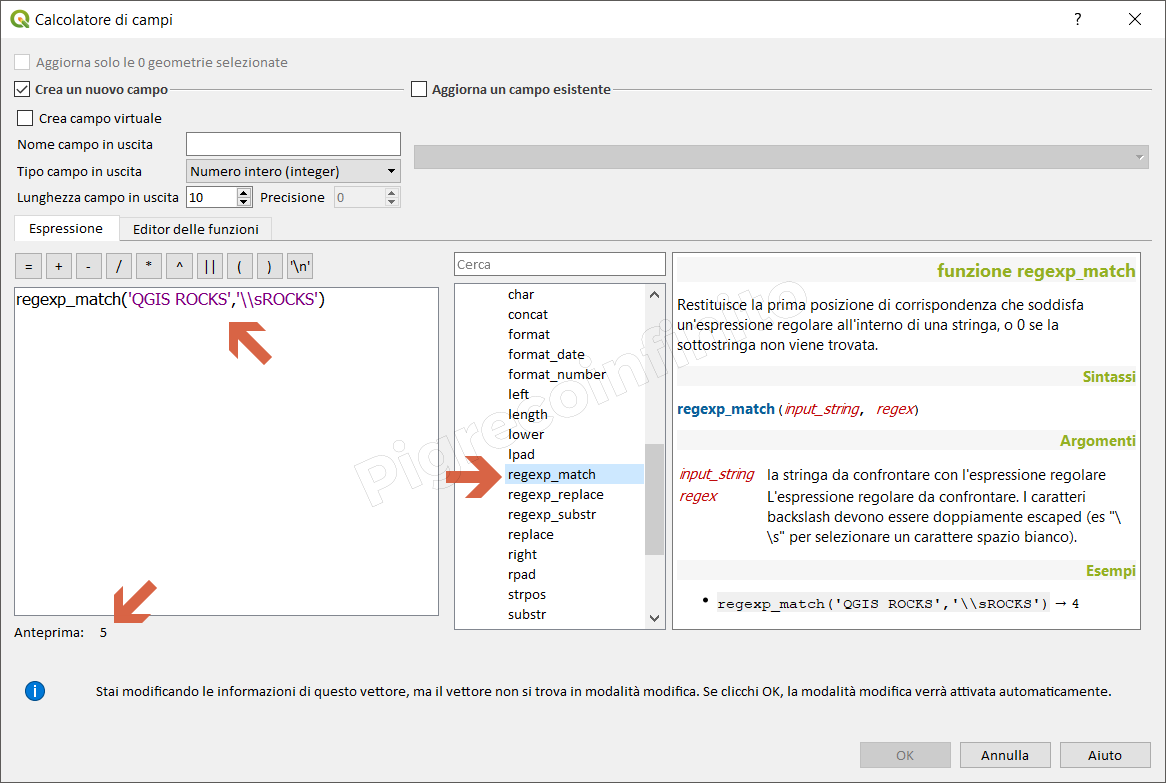 Calcolatore di campi
?
Aggiorna solo le 0 geometrie selezionate
Crea un nuovo campo
Aggiorna un campo esistente
Crea campo virtuale
Nome campo in uscita
Tipo campo in uscita Numero intero (integer)
Lunghezza campo in uscita 10 Precisione 0
Espressione Editor delle funzioni
= + - / * ^ || ( ) '\n'
regexp_match('QGIS ROCKS','\\sROCKS')
Anteprima: 5
Cerca
char
concat
format
format_date
format_number
left
length
lower
lpad
regexp_match
regexp_replace
regexp_substr
replace
right
rpad
strpos
substr
funzione regexp_match
Restituisce la prima posizione di corrispondenza che soddisfa
un'espressione regolare all'interno di una stringa, o 0 se la
sottostringa non viene trovata.
Sintassi
regexp_match (input_string, regex)
Argomenti
input_string la stringa da confrontare con l'espressione regolare
regex L'espressione regolare da confrontare. I caratteri
backslash devono essere doppiamente escaped (es "\
\s" per selezionare un carattere spazio bianco).
Esempi
• regexp_match('QGIS ROCKS','\\sROCKS') → 4
Pigrecoinfinito
i
Stai modificando le informazioni di questo vettore, ma il vettore non si trova in modalità modifica. Se clicchi OK, la modalità modifica verrà attivata automaticamente.
OK Annulla Aiuto